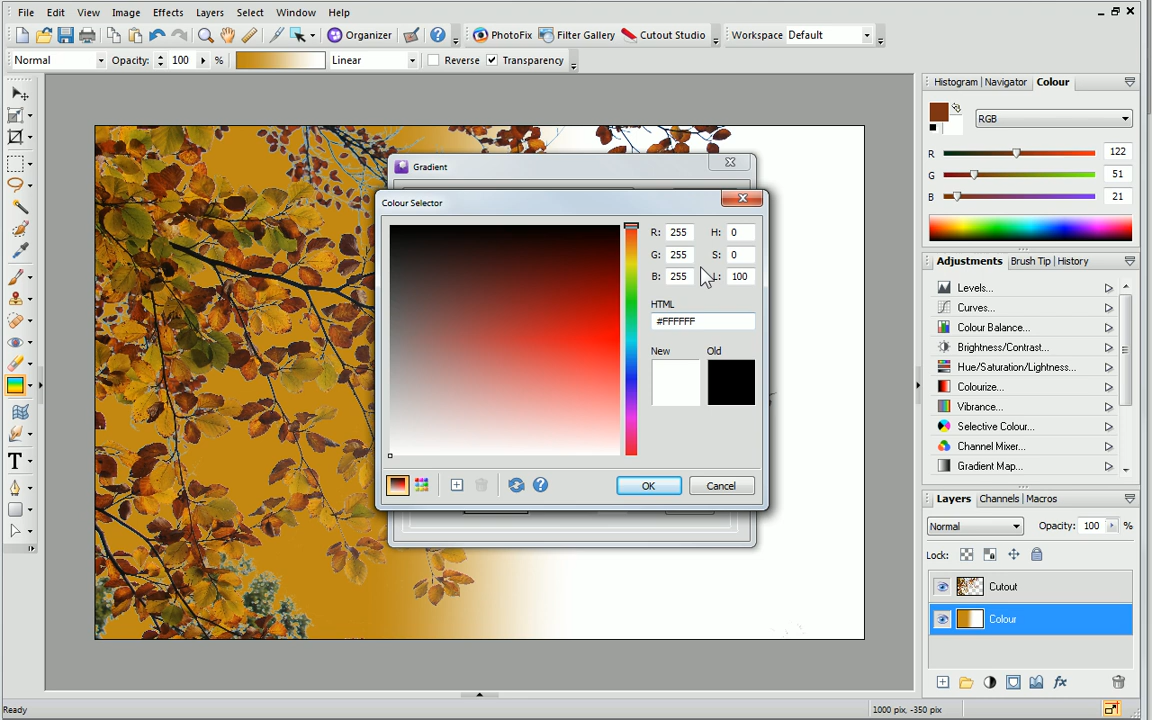 File Edit View Image Effects Layers Select Window Help
Organizer PhotoFix Filter Gallery Cutout Studio Workspace Default
Normal Opacity: 100 % Linear Reverse Transparency
Histogram Navigator Colour
RGB
R 122
G 51
B 21
Adjustments Brush Tip History
Levels...
Curves...
Colour Balance...
Brightness/Contrast...
Hue/Saturation/Lightness...
Colourize...
Vibrance...
Selective Colour...
Channel Mixer...
Gradient Map...
Layers Channels Macros
Normal Opacity: 100 %
Lock:
Cutout
Colour
Gradient
Colour Selector
R: 255 H: 0
G: 255 S: 0
B: 255 L: 100
HTML
#FFFFFF
New Old
OK Cancel
T
fx
Ready 1000 pix, -350 pix